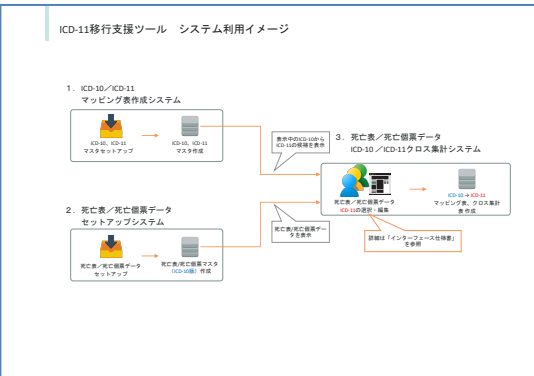 ICD-11移行支援ツール　システム利用イメージ
1．ICD-10／ICD-11
マッピング表作成システム
ICD-10、ICD-11
マスタセットアップ
ICD-10、ICD-11
マスタ作成
表示中のICD-10から
ICD-11の候補を表示
3．死亡表／死亡個票データ
ICD-10／ICD-11クロス集計システム
死亡表／死亡個票データ
ICD-11の選択・編集
ICD-10 → ICD-11
マッピング表、クロス集計
表 作成
2．死亡表／死亡個票データ
セットアップシステム
死亡表／死亡個票データ
セットアップ
死亡表/死亡個票マスタ
（ICD-10版）作成
死亡表/死亡個票デー
タを表示
詳細は「インターフェース仕様書」
を参照